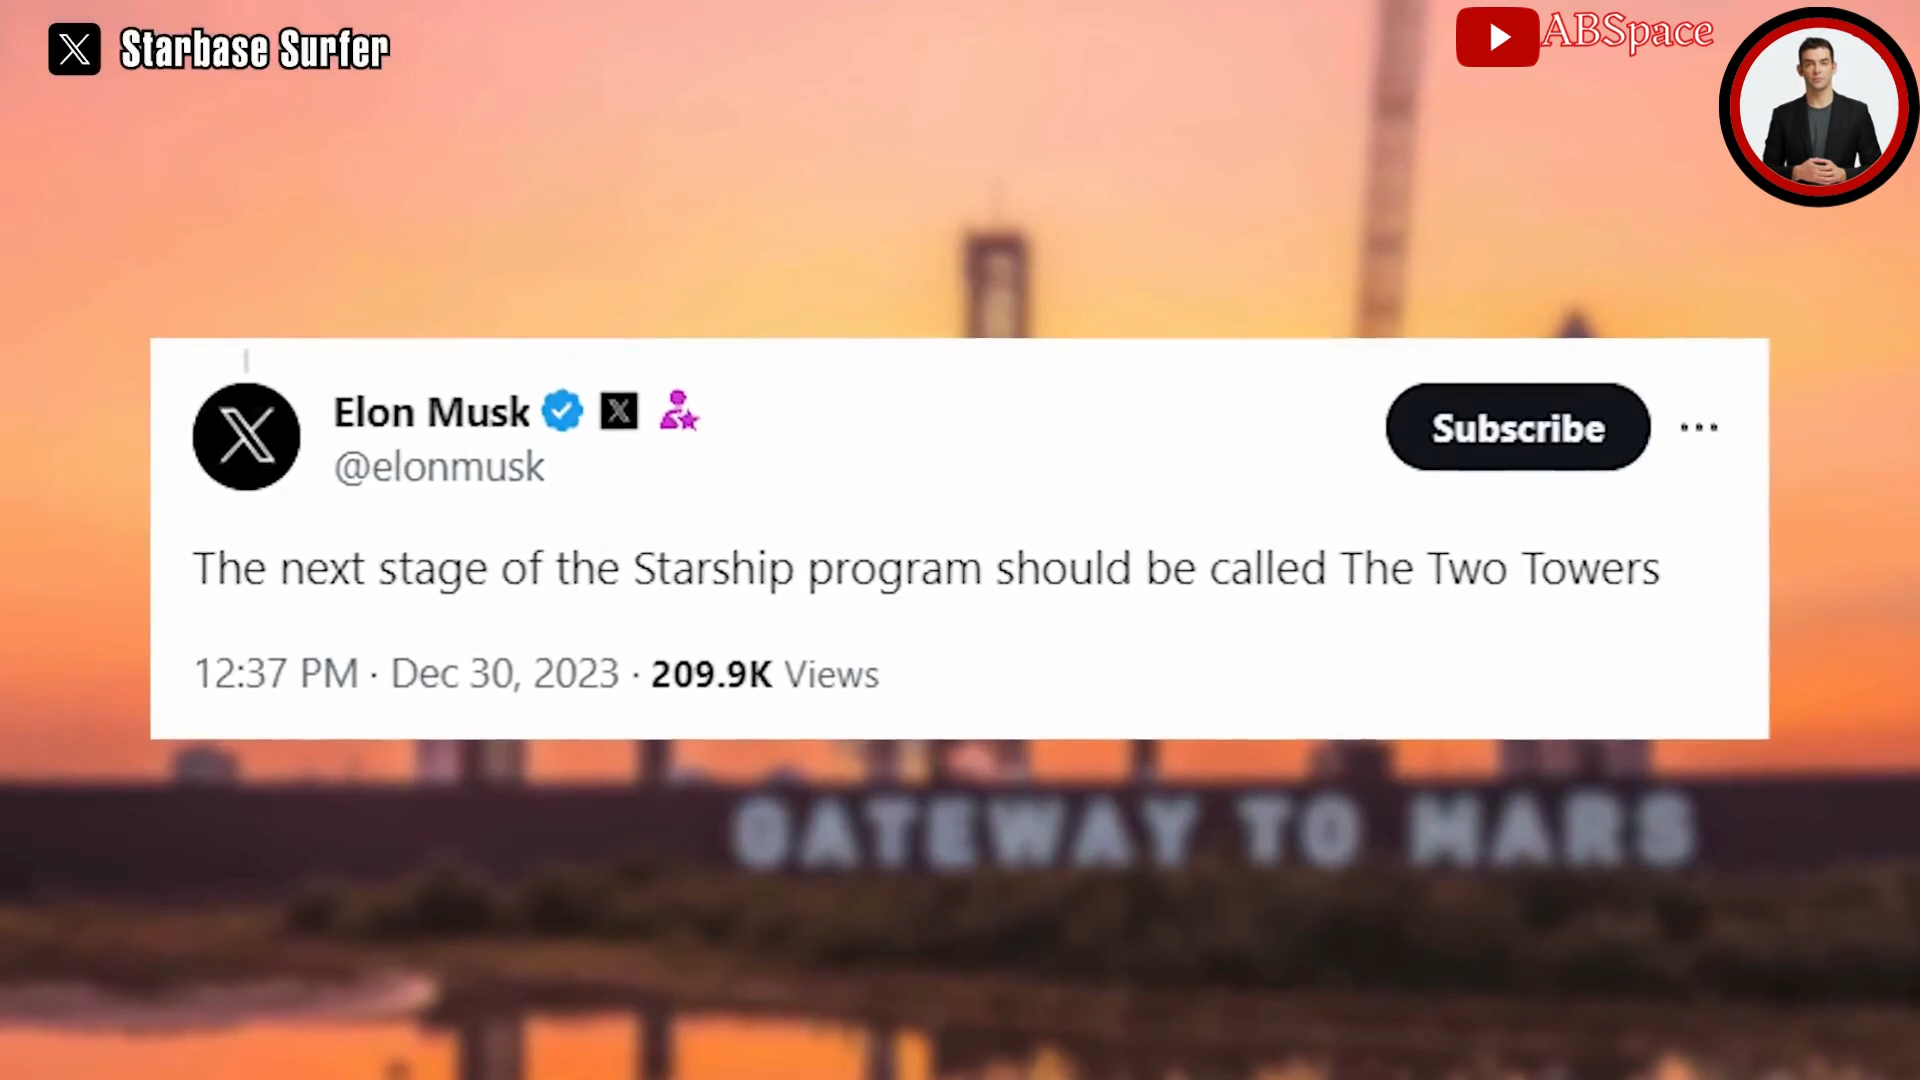 Starbase Surfer
ABSpace
Elon Musk
@elonmusk
Subscribe
The next stage of the Starship program should be called The Two Towers
12:37 PM · Dec 30, 2023 · 209.9K Views
GATEWAY TO MARS